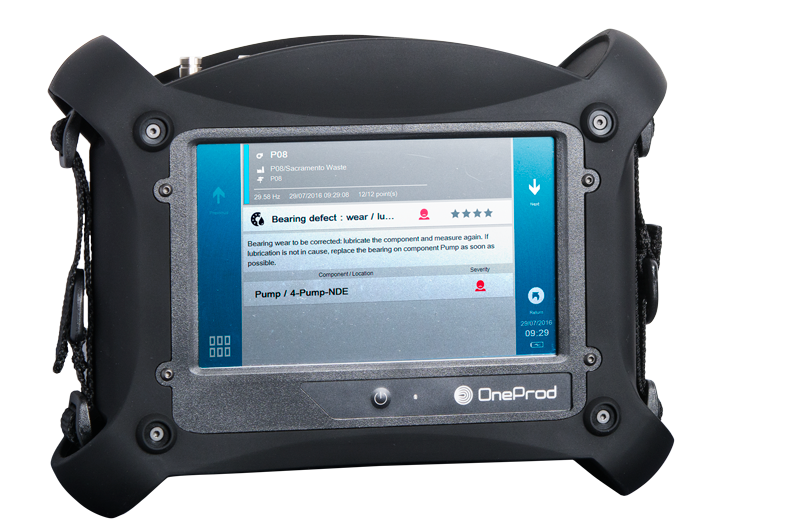 P08
P08/Sacramento Waste
P08
29.58 Hz 29/07/2016 09:29:08 12/12 point(s)
Bearing defect : wear / lu...
Bearing wear to be corrected: lubricate the component and measure again. If
lubrication is not in cause, replace the bearing on component Pump as soon as
possible.
Component / Location Severity
Pump / 4-Pump-NDE
Next
Return
29/07/2016
09:29
OneProd